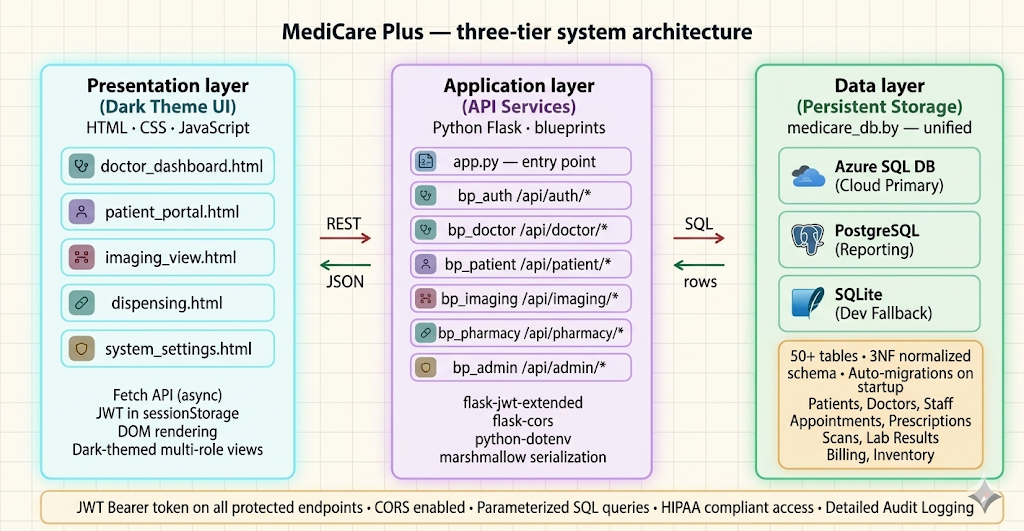 MediCare Plus — three-tier system architecture
Presentation layer
(Dark Theme UI)
HTML · CSS · JavaScript
doctor_dashboard.html
patient_portal.html
imaging_view.html
dispensing.html
system_settings.html
Fetch API (async)
JWT in sessionStorage
DOM rendering
Dark-themed multi-role views
REST
JSON
Application layer
(API Services)
Python Flask · blueprints
app.py — entry point
bp_auth /api/auth/*
bp_doctor /api/doctor/*
bp_patient /api/patient/*
bp_imaging /api/imaging/*
bp_pharmacy /api/pharmacy/*
bp_admin /api/admin/*
flask-jwt-extended
flask-cors
python-dotenv
marshmallow serialization
SQL
rows
Data layer
(Persistent Storage)
medicare_db.by — unified
Azure SQL DB
(Cloud Primary)
PostgreSQL
(Reporting)
SQLite
(Dev Fallback)
50+ tables • 3NF normalized
schema • Auto-migrations on
startup
Patients, Doctors, Staff
Appointments, Prescriptions
Scans, Lab Results
Billing, Inventory
JWT Bearer token on all protected endpoints • CORS enabled • Parameterized SQL queries • HIPAA compliant access • Detailed Audit Logging